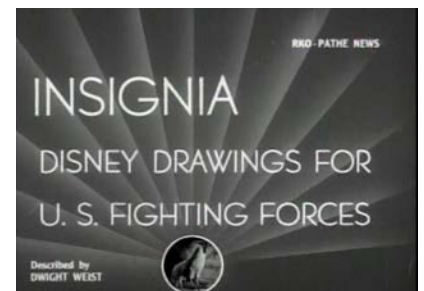 RKO-PATHE NEWS
INSIGNIA
DISNEY DRAWINGS FOR
U. S. FIGHTING FORCES
Described by
DWIGHT WEIST